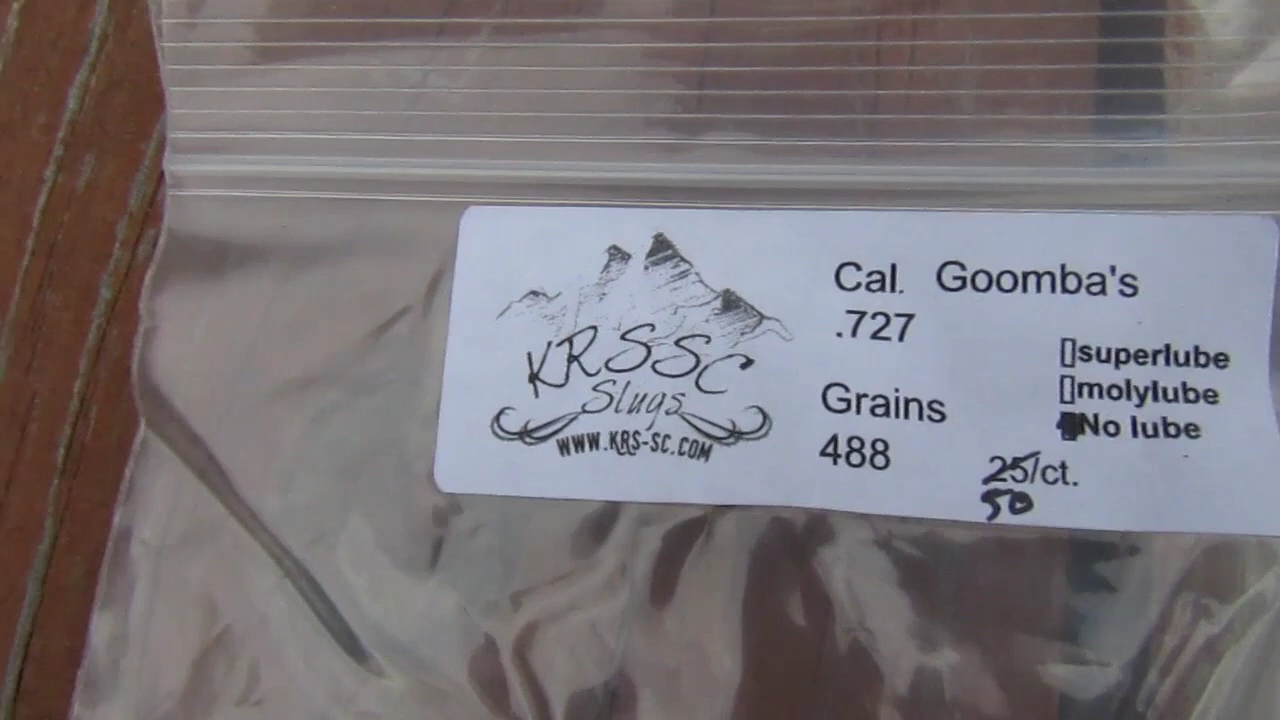 KRSSC
Slugs
WWW.KRS-SC.COM
Cal. Goomba's
.727
Grains
488
superlube
molylube
No lube
25/ct.
50